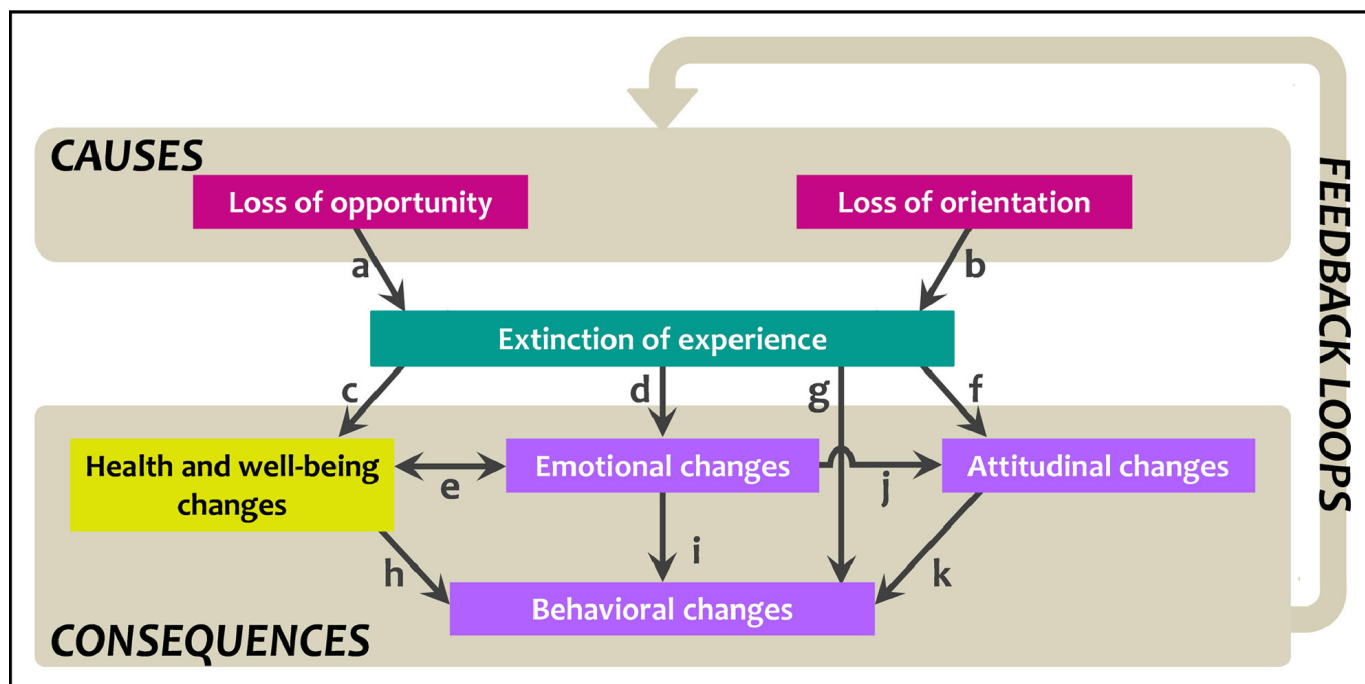 CAUSES
Loss of opportunity
Loss of orientation
a
b
Extinction of experience
c
d
g
f
Health and well-being
changes
Emotional changes
Attitudinal changes
e
j
h
i
k
Behavioral changes
CONSEQUENCES
FEEDBACK LOOPS